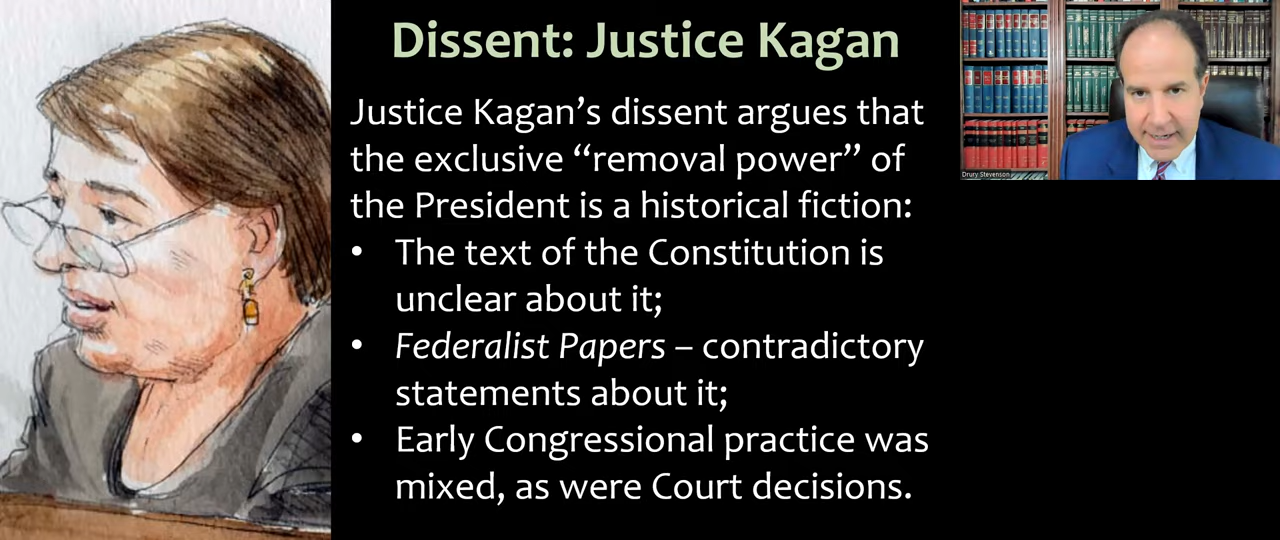 Dissent: Justice Kagan
Justice Kagan’s dissent argues that
the exclusive “removal power” of
the President is a historical fiction:
• The text of the Constitution is
unclear about it;
• Federalist Papers – contradictory
statements about it;
• Early Congressional practice was
mixed, as were Court decisions.
Drury Stevenson